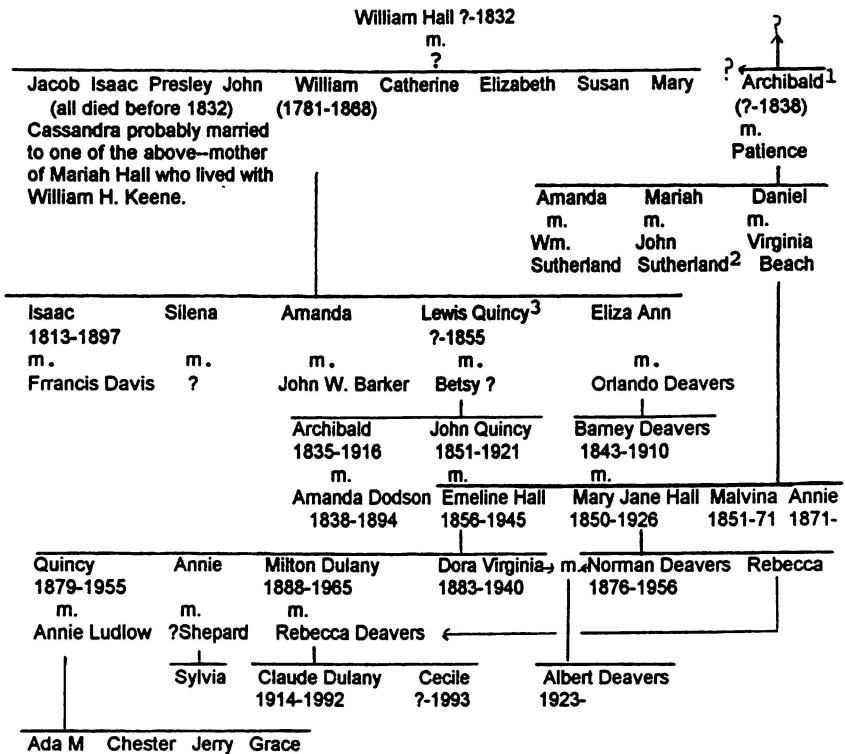 William Hall ?-1832
m.
?
?
Jacob Isaac Presley John William Catherine Elizabeth Susan Mary ? Archibald1
(all died before 1832) (1781-1868) (?-1838)
Cassandra probably married m.
to one of the above--mother Patience
of Mariah Hall who lived with
William H. Keene.
Amanda Mariah Daniel
m. m. m.
Wm. John Virginia
Sutherland Sutherland2 Beach
Isaac Silena Amanda Lewis Quincy3 Eliza Ann
1813-1897 ?-1855
m. m. m. m. m.
Frrancis Davis ? John W. Barker Betsy ? Orlando Deavers
Archibald John Quincy Barney Deavers
1835-1916 1851-1921 1843-1910
m. m. m.
Amanda Dodson Emeline Hall Mary Jane Hall Malvina Annie
1838-1894 1856-1945 1850-1926 1851-71 1871-
Quincy Annie Milton Dulany Dora Virginia m. Norman Deavers Rebecca
1879-1955 1888-1965 1883-1940 1876-1956
m. m. m.
Annie Ludlow ?Shepard Rebecca Deavers
Sylvia Claude Dulany Cecile Albert Deavers
1914-1992 ?-1993 1923-
Ada M Chester Jerry Grace